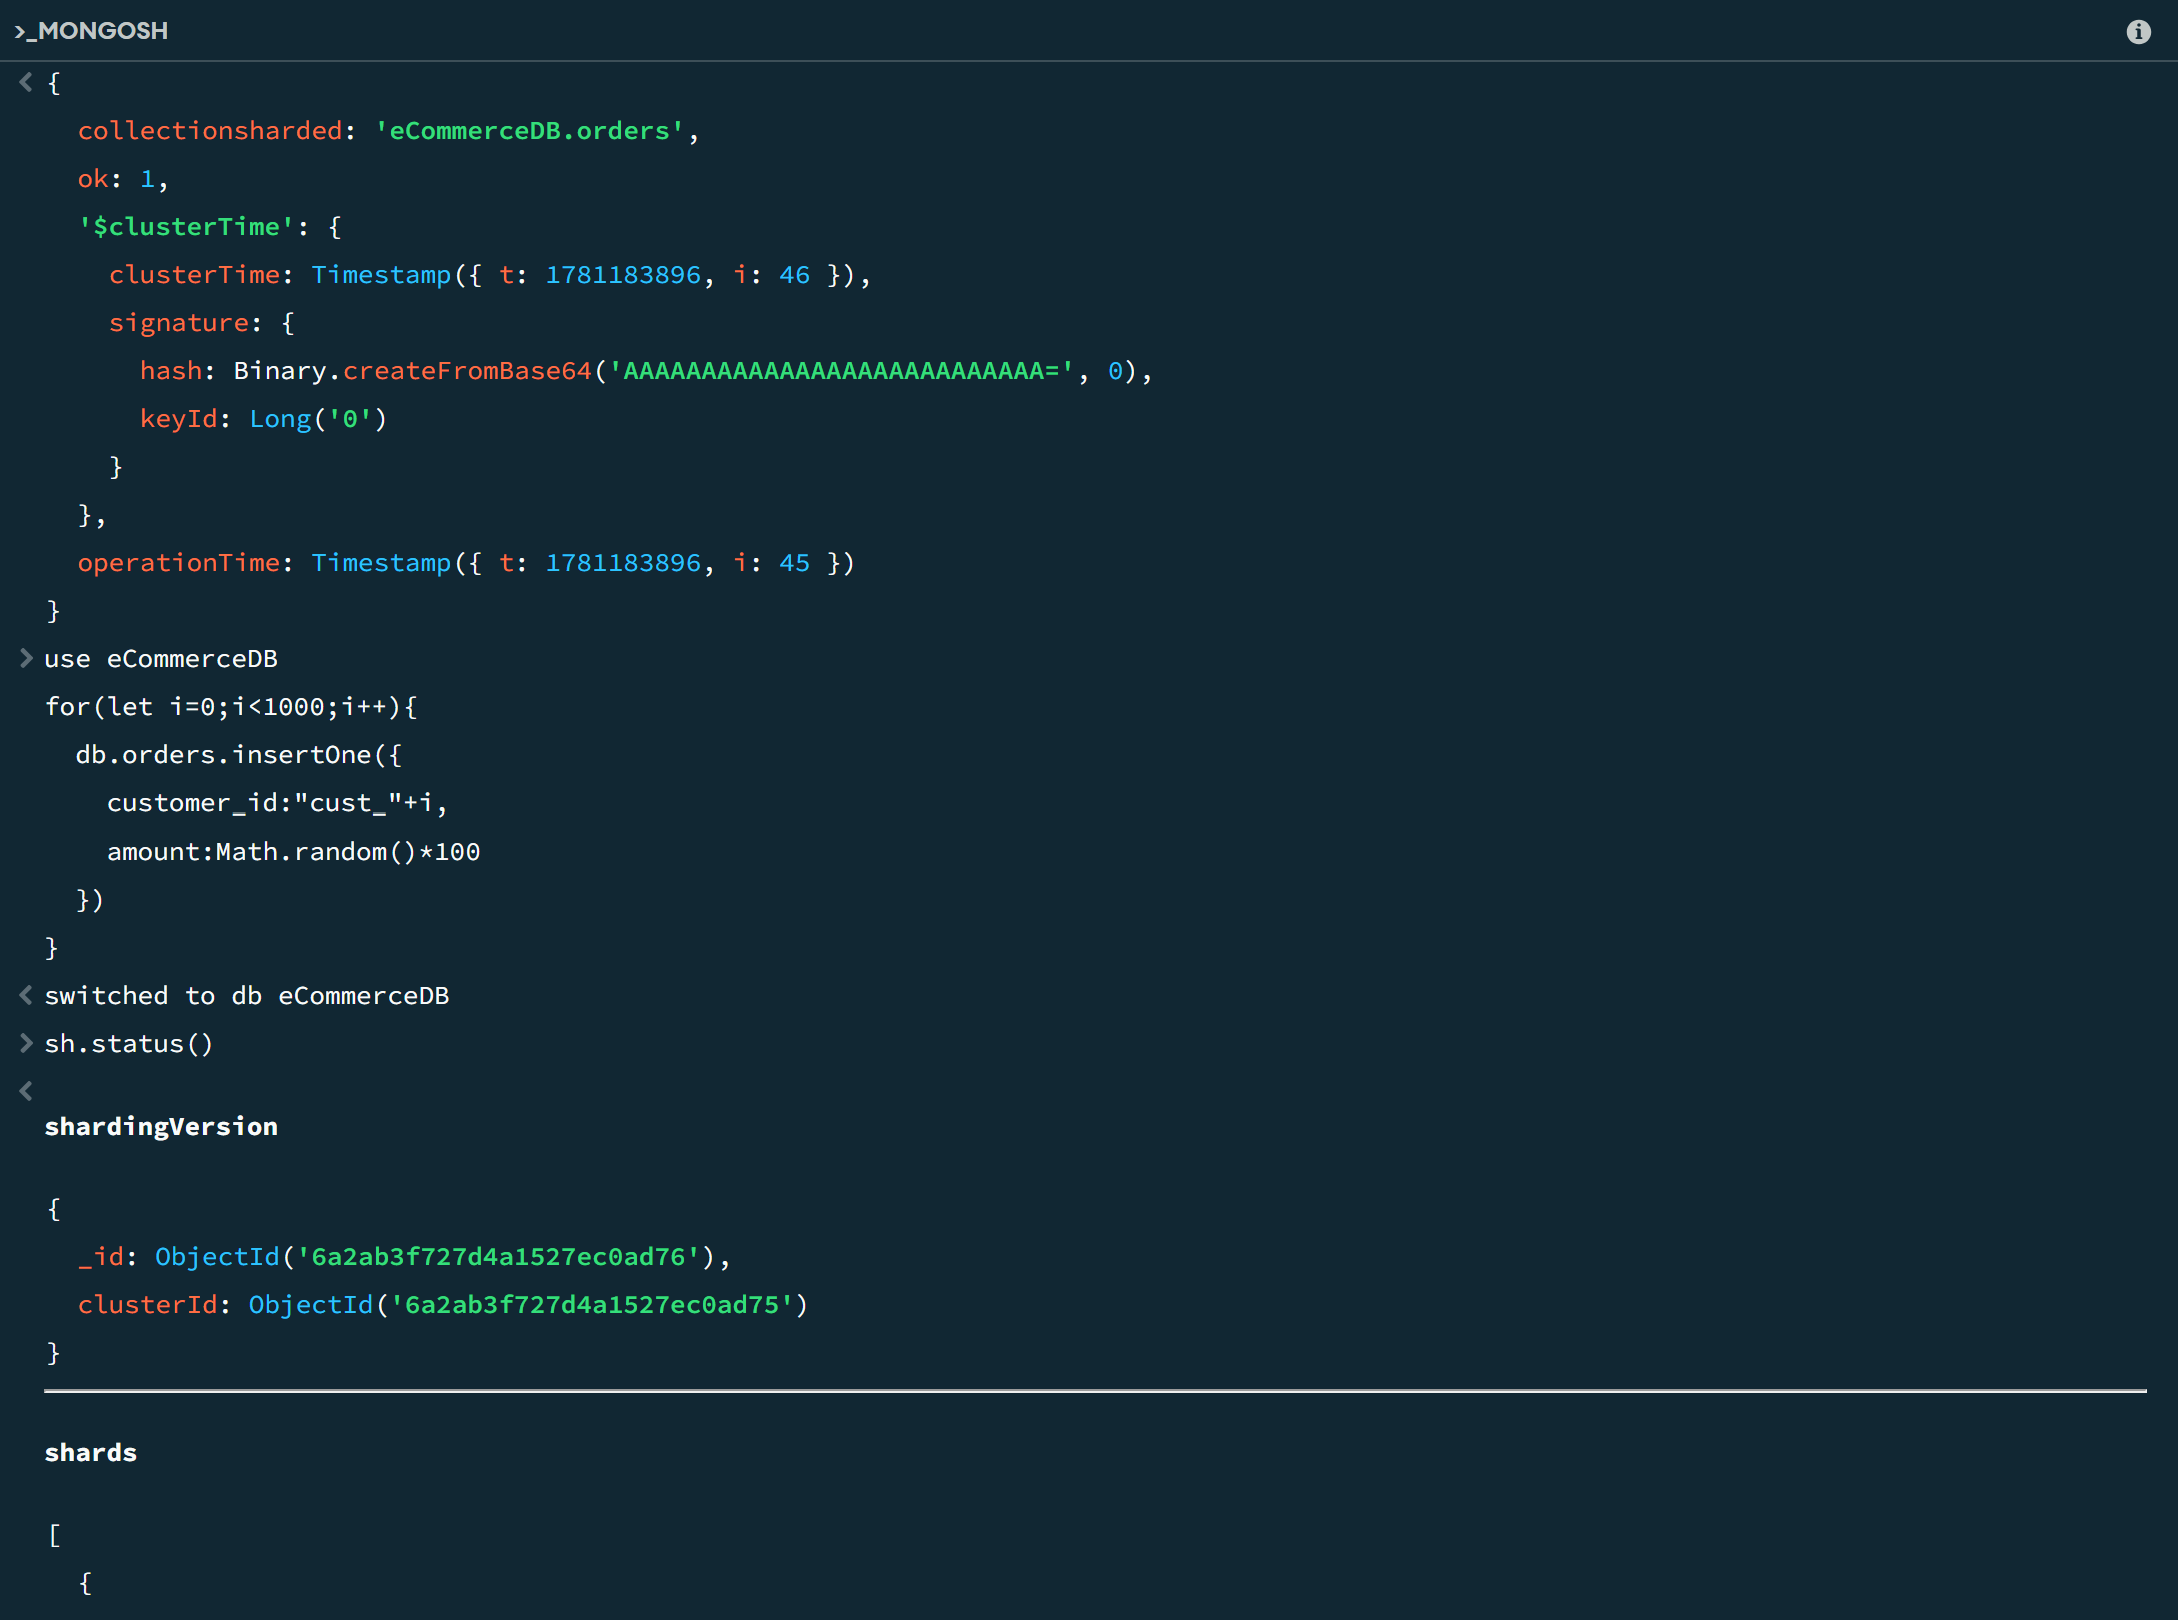 >_MONGOSH
{
  collectionsharded: 'eCommerceDB.orders',
  ok: 1,
  '$clusterTime': {
    clusterTime: Timestamp({ t: 1781183896, i: 46 }),
    signature: {
      hash: Binary.createFromBase64('AAAAAAAAAAAAAAAAAAAAAAAAAAA=', 0),
      keyId: Long('0')
    }
  },
  operationTime: Timestamp({ t: 1781183896, i: 45 })
}
use eCommerceDB
for(let i=0;i<1000;i++){
  db.orders.insertOne({
    customer_id:"cust_"+i,
    amount:Math.random()*100
  })
}
switched to db eCommerceDB
sh.status()
shardingVersion
{
  _id: ObjectId('6a2ab3f727d4a1527ec0ad76'),
  clusterId: ObjectId('6a2ab3f727d4a1527ec0ad75')
}
shards
[
  {